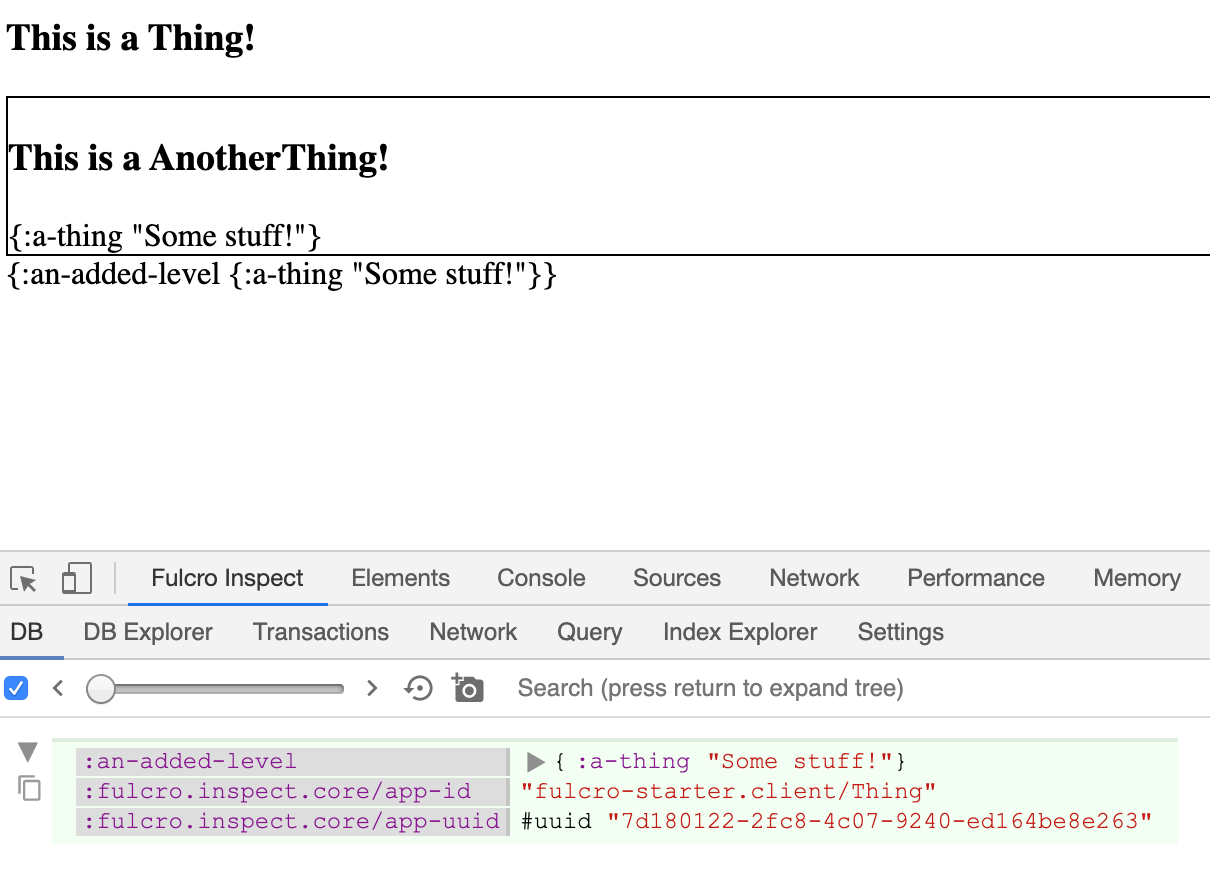 This is a Thing!
This is a AnotherThing!
{:a-thing "Some stuff!"}
{:an-added-level {:a-thing "Some stuff!"}}
Fulcro Inspect Elements Console Sources Network Performance Memory
DB DB Explorer Transactions Network Query Index Explorer Settings
Search (press return to expand tree)
:an-added-level { :a-thing "Some stuff!"}
:fulcro.inspect.core/app-id "fulcro-starter.client/Thing"
:fulcro.inspect.core/app-uuid #uuid "7d180122-2fc8-4c07-9240-ed164be8e263"